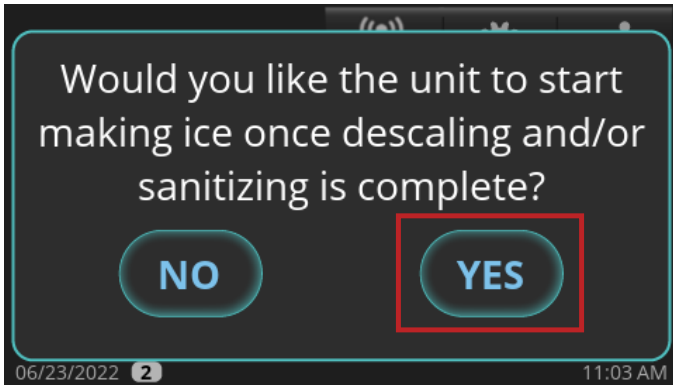 Would you like the unit to start
making ice once descaling and/or
sanitizing is complete?
NO YES
06/23/2022 2 11:03 AM